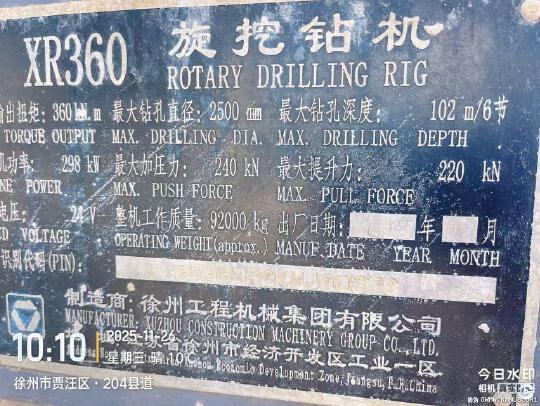 XR360 旋挖钻机
ROTARY DRILLING RIG
输出扭矩: 360kN.m 最大钻孔直径: 2500 mm 最大钻孔深度: 102 m/6节
TORQUE OUTPUT MAX. DRILLING DIA. MAX. DRILLING DEPTH
机功率: 298 kW 最大加压力: 240 kN 最大提升力: 220 kN
NE POWER MAX. PUSH FORCE MAX. PULL FORCE
电压: 24 V 整机工作质量: 92000 kg 出厂日期: 年 月
ED VOLTAGE OPERATING WEIGHT(approx.) MANUF.DATE YEAR MONTH
识别代码(PIN):
制造商: 徐州工程机械集团有限公司
MANUFACTURER: XUZHOU CONSTRUCTION MACHINERY GROUP CO., LTD.
徐州市经济开发区工业一区
Economic Development Zone, Jiangsu, P.R.China
10:10
2025-11-26
星期三 晴 10℃
徐州市贾汪区·204县道
今日水印
相机